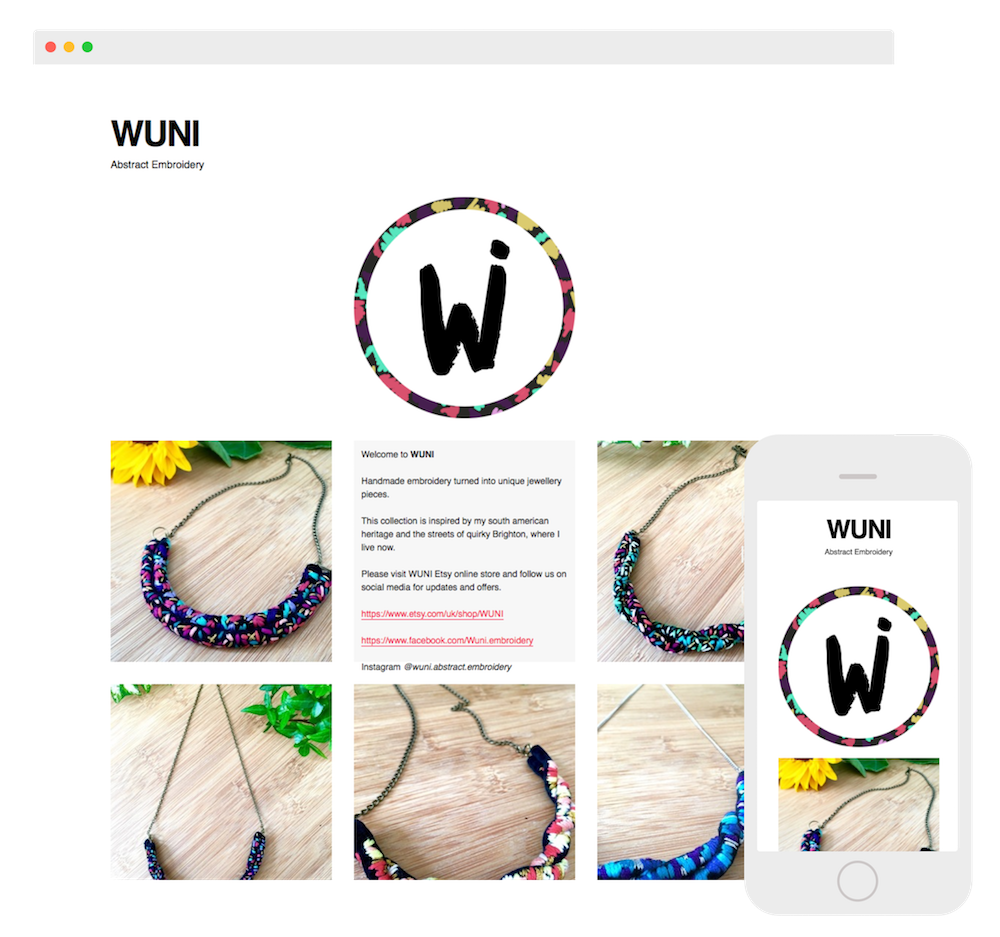 WUNI
Abstract Embroidery
Wi
Welcome to WUNI
Handmade embroidery turned into unique jewellery
pieces.
This collection is inspired by my south american
heritage and the streets of quirky Brighton, where I
live now.
Please visit WUNI Etsy online store and follow us on
social media for updates and offers.
https://www.etsy.com/uk/shop/WUNI
https://www.facebook.com/Wuni.embroidery
Instagram @wuni.abstract.embroidery
WUNI
Abstract Embroidery
Wi